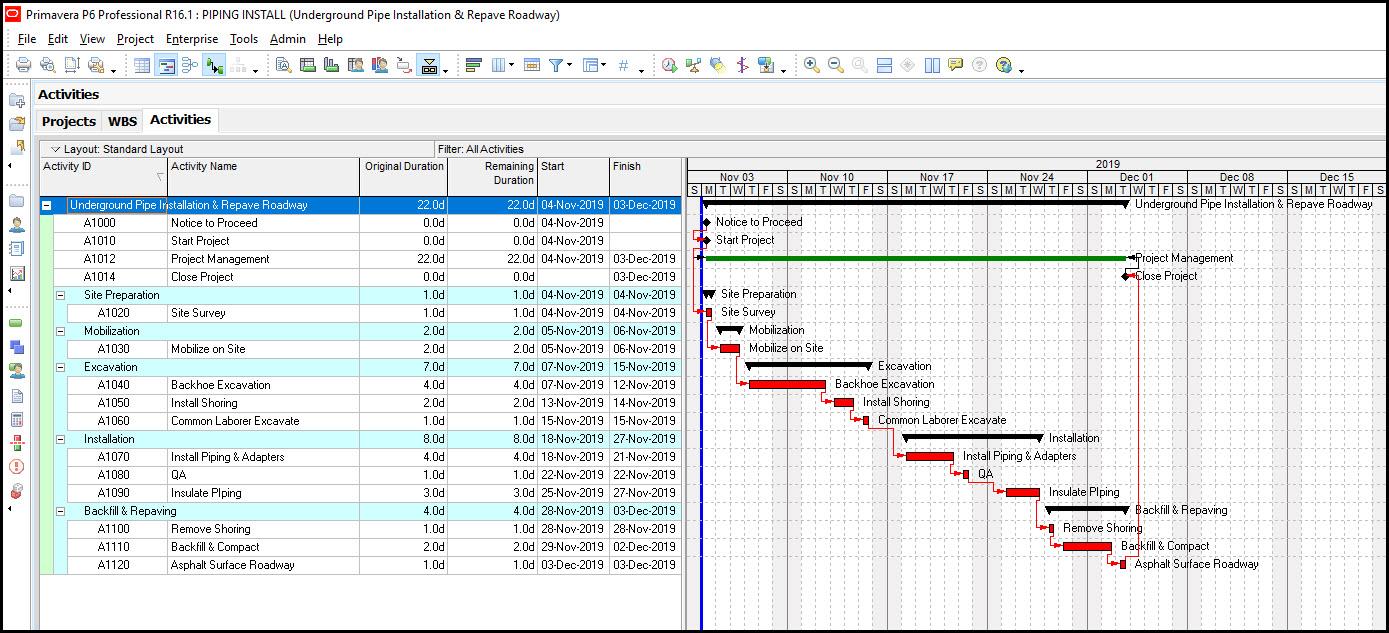 Primavera P6 Professional R16.1 : PIPING INSTALL (Underground Pipe Installation & Repave Roadway)
File Edit View Project Enterprise Tools Admin Help
Activities
Projects WBS Activities
Layout: Standard Layout Filter: All Activities
Activity ID Activity Name Original Duration Remaining Duration Start Finish
2019
Nov 03 Nov 10 Nov 17 Nov 24 Dec 01 Dec 08 Dec 15
S M T W T F S S M T W T F S S M T W T F S S M T W T F S S M T W T F S S M T W T F S S M T W T F S
Underground Pipe Installation & Repave Roadway 22.0d 22.0d 04-Nov-2019 03-Dec-2019 Underground Pipe Installation & Repave Roadway
A1000 Notice to Proceed 0.0d 0.0d 04-Nov-2019 Notice to Proceed
A1010 Start Project 0.0d 0.0d 04-Nov-2019 Start Project
A1012 Project Management 22.0d 22.0d 04-Nov-2019 03-Dec-2019 Project Management
A1014 Close Project 0.0d 0.0d 03-Dec-2019 Close Project
Site Preparation 1.0d 1.0d 04-Nov-2019 04-Nov-2019 Site Preparation
A1020 Site Survey 1.0d 1.0d 04-Nov-2019 04-Nov-2019 Site Survey
Mobilization 2.0d 2.0d 05-Nov-2019 06-Nov-2019 Mobilization
A1030 Mobilize on Site 2.0d 2.0d 05-Nov-2019 06-Nov-2019 Mobilize on Site
Excavation 7.0d 7.0d 07-Nov-2019 15-Nov-2019 Excavation
A1040 Backhoe Excavation 4.0d 4.0d 07-Nov-2019 12-Nov-2019 Backhoe Excavation
A1050 Install Shoring 2.0d 2.0d 13-Nov-2019 14-Nov-2019 Install Shoring
A1060 Common Laborer Excavate 1.0d 1.0d 15-Nov-2019 15-Nov-2019 Common Laborer Excavate
Installation 8.0d 8.0d 18-Nov-2019 27-Nov-2019 Installation
A1070 Install Piping & Adapters 4.0d 4.0d 18-Nov-2019 21-Nov-2019 Install Piping & Adapters
A1080 QA 1.0d 1.0d 22-Nov-2019 22-Nov-2019 QA
A1090 Insulate PIping 3.0d 3.0d 25-Nov-2019 27-Nov-2019 Insulate PIping
Backfill & Repaving 4.0d 4.0d 28-Nov-2019 03-Dec-2019 Backfill & Repaving
A1100 Remove Shoring 1.0d 1.0d 28-Nov-2019 28-Nov-2019 Remove Shoring
A1110 Backfill & Compact 2.0d 2.0d 29-Nov-2019 02-Dec-2019 Backfill & Compact
A1120 Asphalt Surface Roadway 1.0d 1.0d 03-Dec-2019 03-Dec-2019 Asphalt Surface Roadway